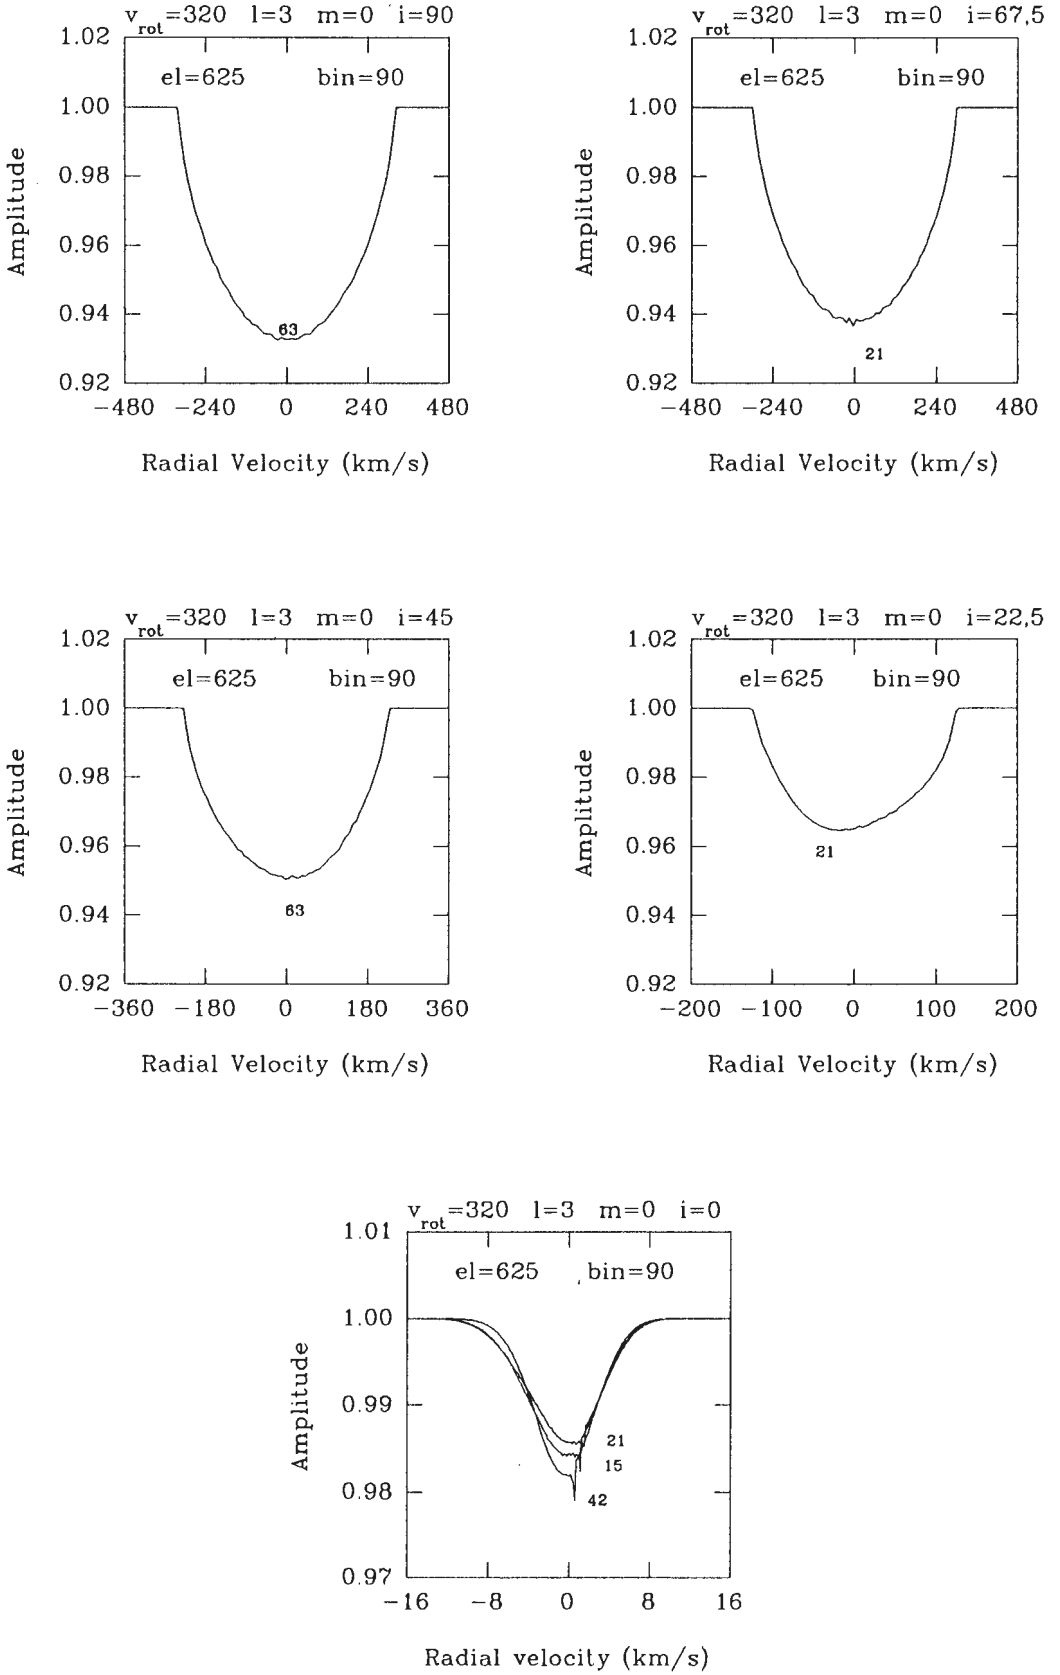 v_rot=320 l=3 m=0 i=90
1.02
1.00
0.98
0.96
0.94
0.92
Amplitude
el=625 bin=90
63
−480 −240 0 240 480
Radial Velocity (km/s)
v_rot=320 l=3 m=0 i=67,5
1.02
1.00
0.98
0.96
0.94
0.92
Amplitude
el=625 bin=90
21
−480 −240 0 240 480
Radial Velocity (km/s)
v_rot=320 l=3 m=0 i=45
1.02
1.00
0.98
0.96
0.94
0.92
Amplitude
el=625 bin=90
63
−360 −180 0 180 360
Radial Velocity (km/s)
v_rot=320 l=3 m=0 i=22,5
1.02
1.00
0.98
0.96
0.94
0.92
Amplitude
el=625 bin=90
21
−200 −100 0 100 200
Radial Velocity (km/s)
v_rot=320 l=3 m=0 i=0
1.01
1.00
0.99
0.98
0.97
Amplitude
el=625 bin=90
21
15
42
−16 −8 0 8 16
Radial velocity (km/s)